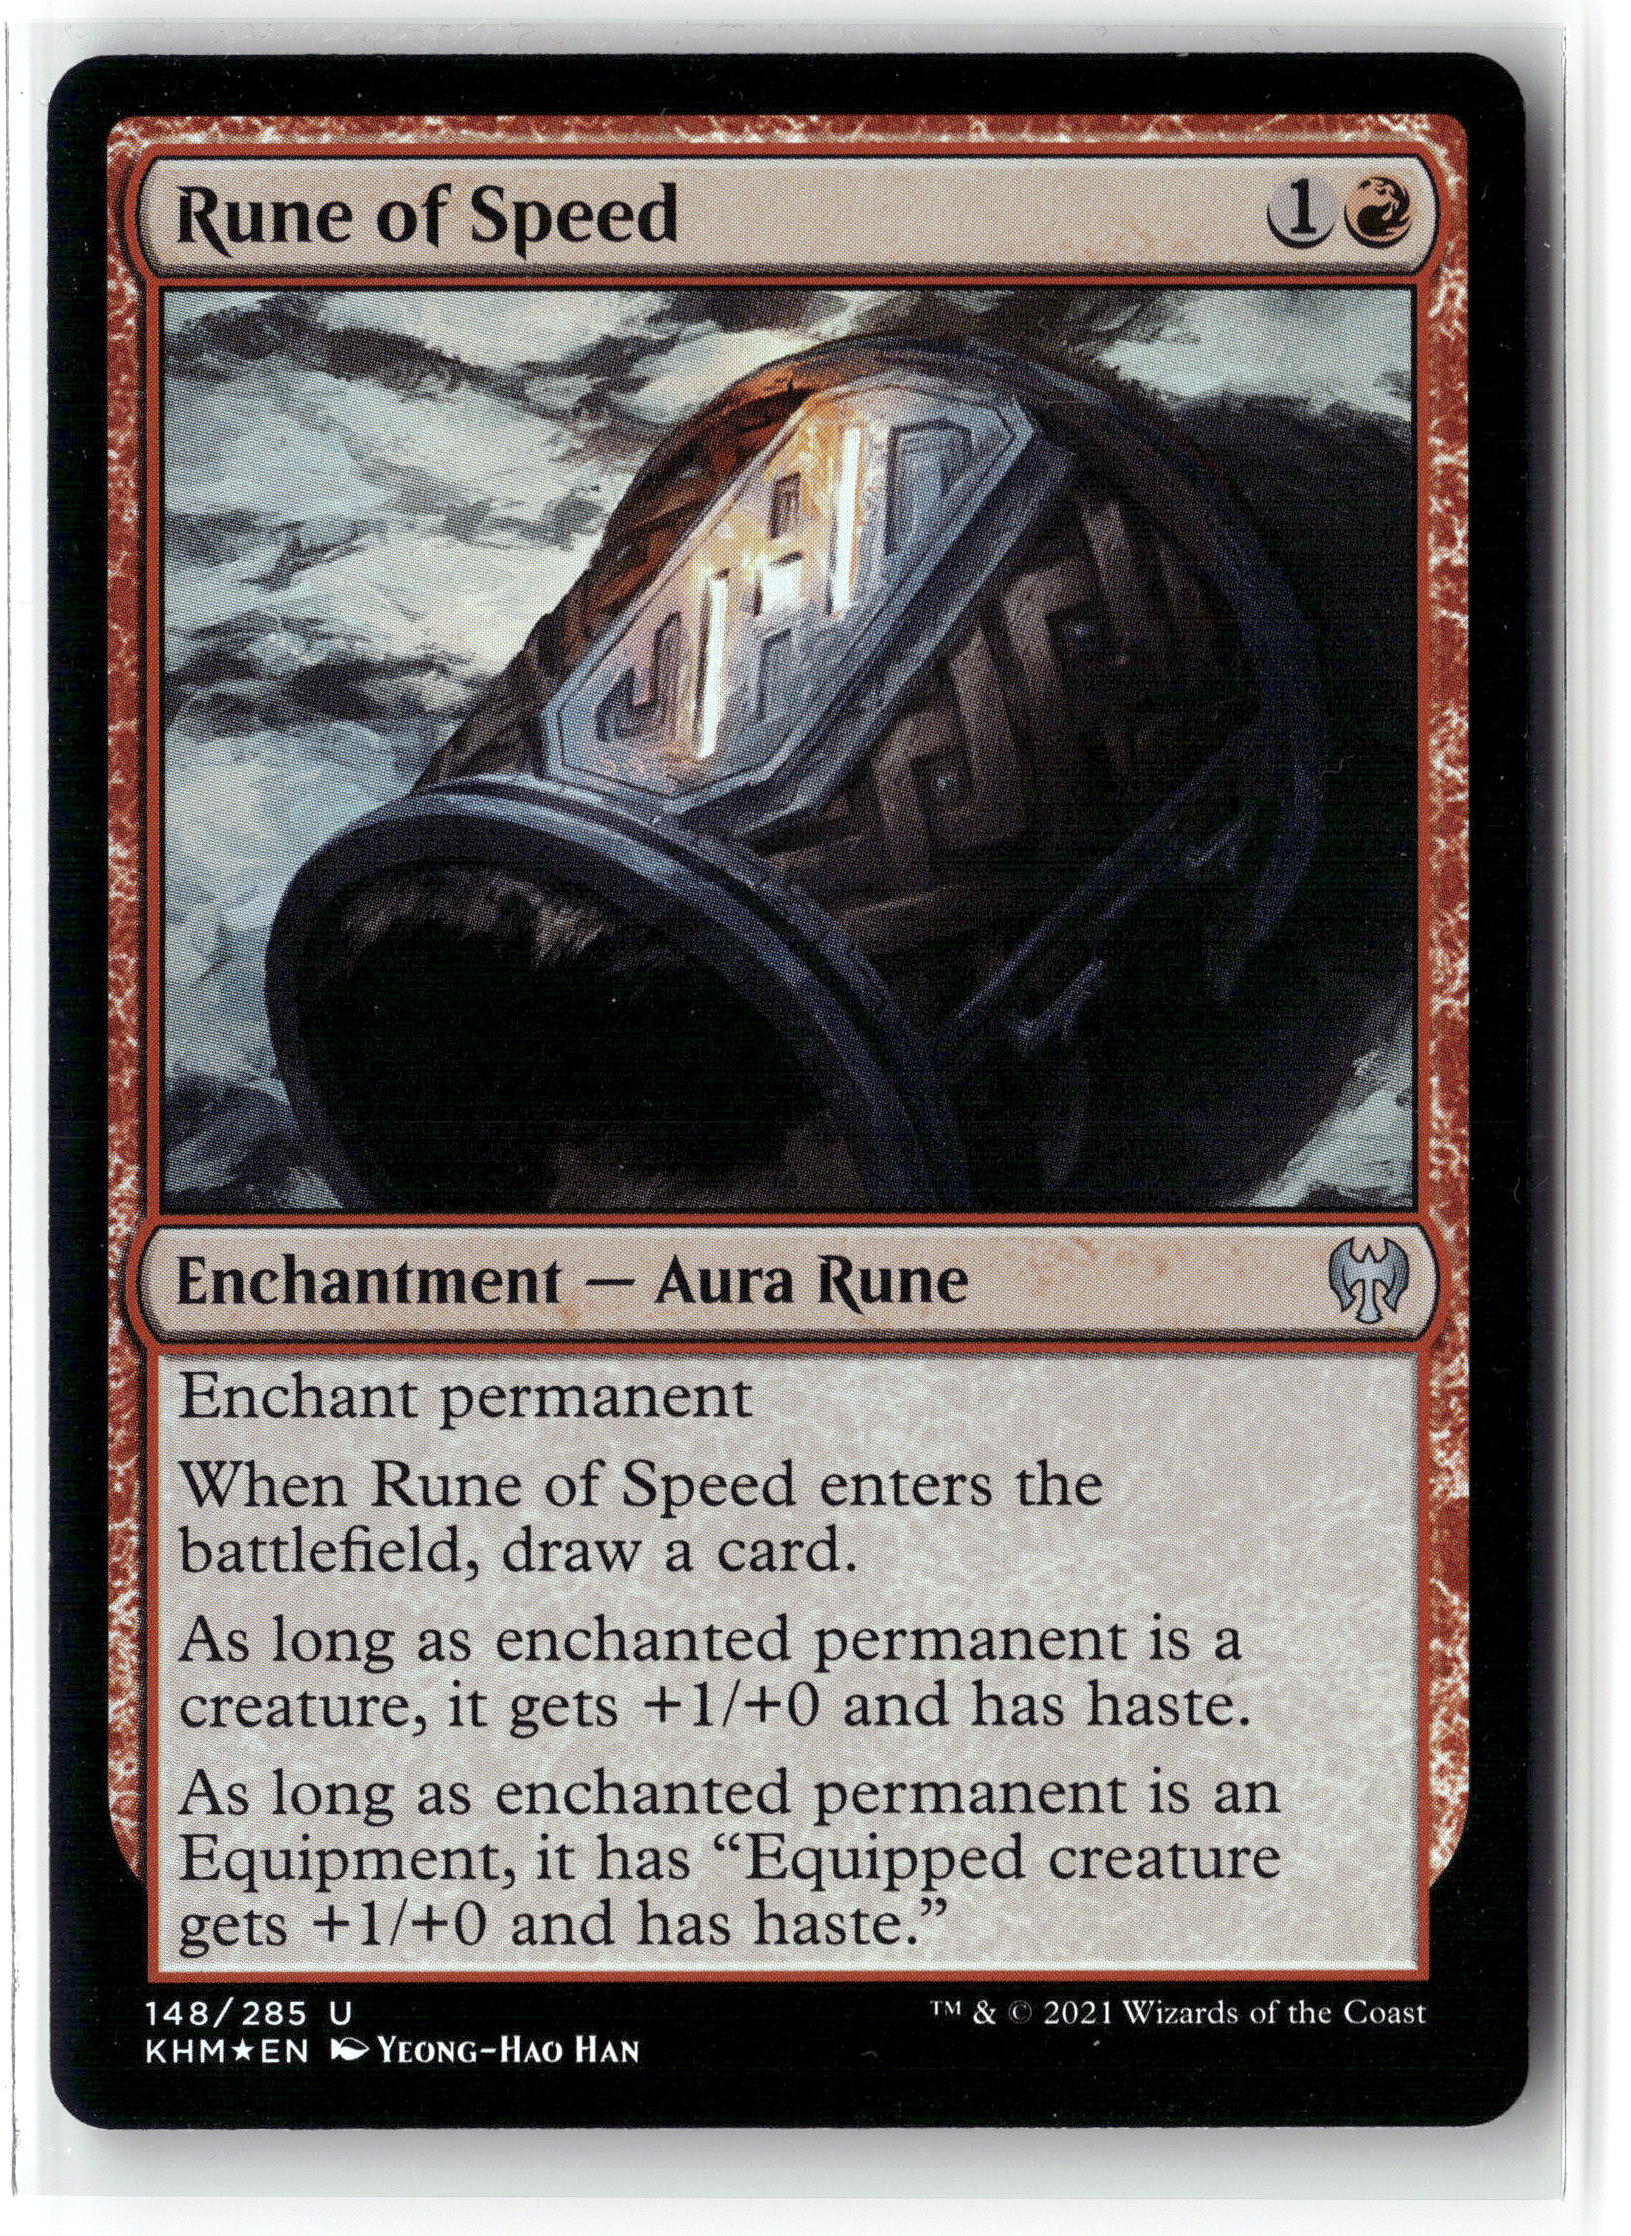 Rune of Speed 1
Enchantment — Aura Rune
Enchant permanent
When Rune of Speed enters the
battlefield, draw a card.
As long as enchanted permanent is a
creature, it gets +1/+0 and has haste.
As long as enchanted permanent is an
Equipment, it has “Equipped creature
gets +1/+0 and has haste.”
148/285 U
™ & © 2021 Wizards of the Coast
KHM★EN Yeong-Hao Han